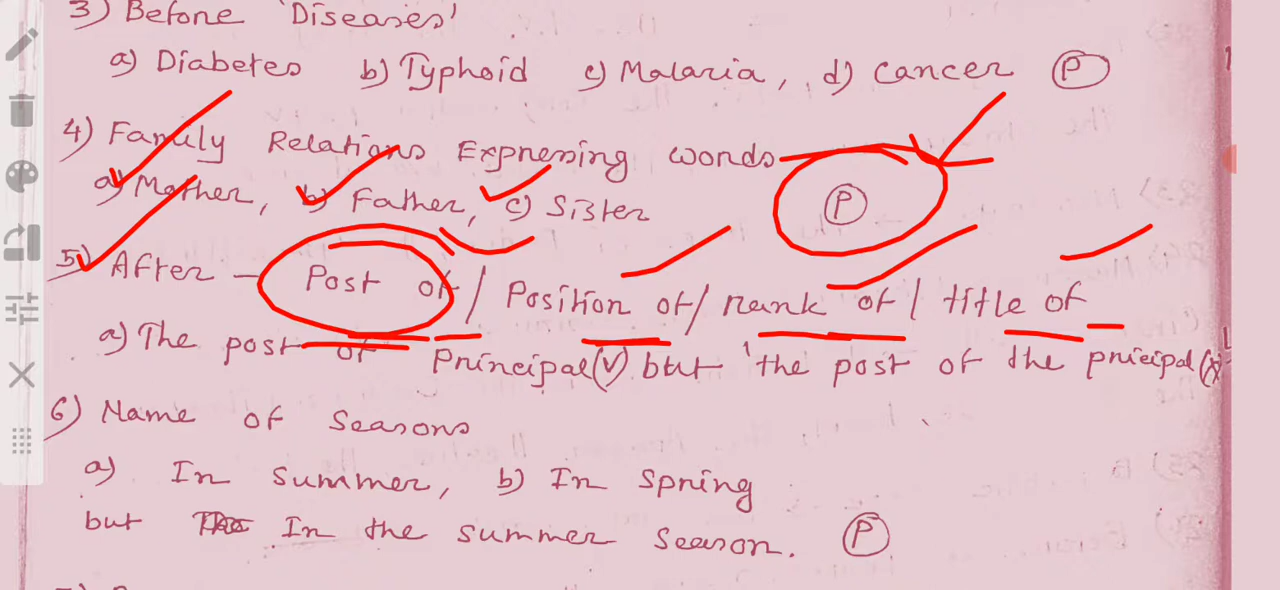 3) Before 'Diseases'
a) Diabetes b) Typhoid c) Malaria, d) Cancer (P)
4) Family Relations Expressing words
a) Mother, b) Father, c) Sister (P)
5) After - Post of / Position of / rank of / title of
a) The post of Principal (✓) but 'the post of the pricipal (x)
6) Name of Seasons
a) In Summer, b) In Spring
but In the summer season. (P)